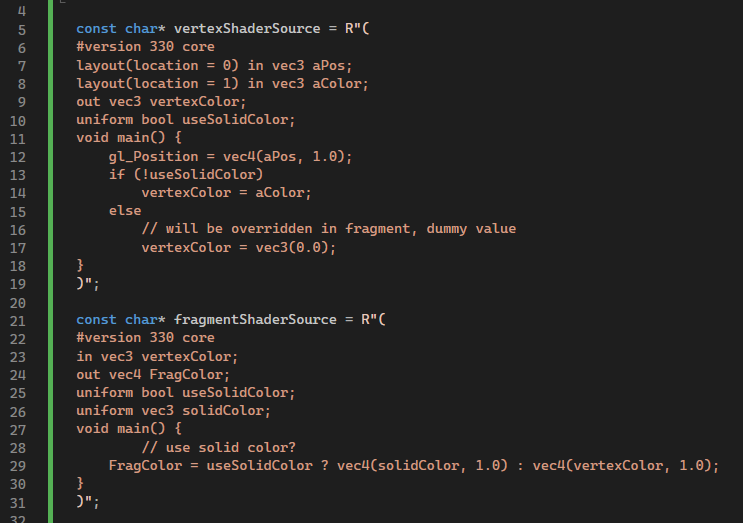 4
5 const char* vertexShaderSource = R"(
6 #version 330 core
7 layout(location = 0) in vec3 aPos;
8 layout(location = 1) in vec3 aColor;
9 out vec3 vertexColor;
10 uniform bool useSolidColor;
11 void main() {
12     gl_Position = vec4(aPos, 1.0);
13     if (!useSolidColor)
14         vertexColor = aColor;
15     else
16         // will be overridden in fragment, dummy value
17         vertexColor = vec3(0.0);
18 }
19 )";
20
21 const char* fragmentShaderSource = R"(
22 #version 330 core
23 in vec3 vertexColor;
24 out vec4 FragColor;
25 uniform bool useSolidColor;
26 uniform vec3 solidColor;
27 void main() {
28         // use solid color?
29     FragColor = useSolidColor ? vec4(solidColor, 1.0) : vec4(vertexColor, 1.0);
30 }
31 )";
32